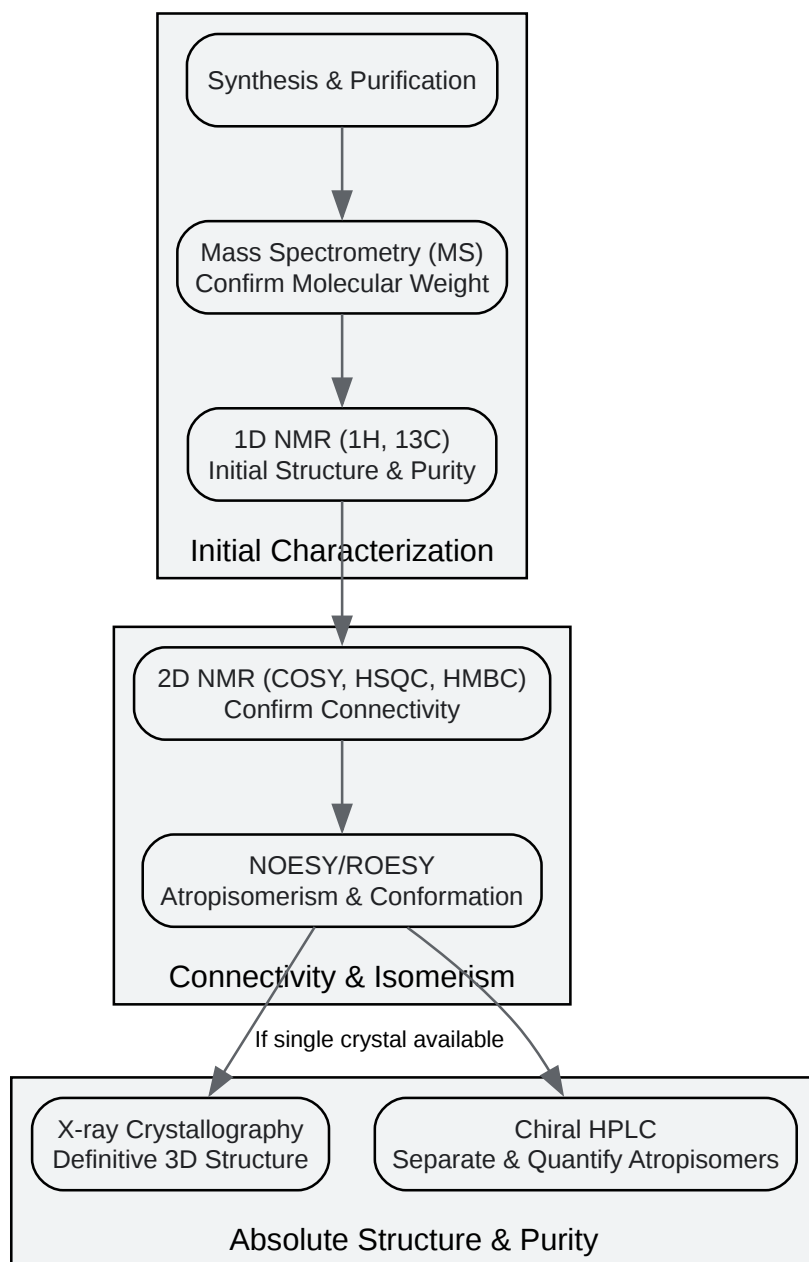 Synthesis & Purification
Mass Spectrometry (MS)
Confirm Molecular Weight
1D NMR (1H, 13C)
Initial Structure & Purity
Initial Characterization
2D NMR (COSY, HSQC, HMBC)
Confirm Connectivity
NOESY/ROESY
Atropisomerism & Conformation
Connectivity & Isomerism
If single crystal available
X-ray Crystallography
Definitive 3D Structure
Chiral HPLC
Separate & Quantify Atropisomers
Absolute Structure & Purity